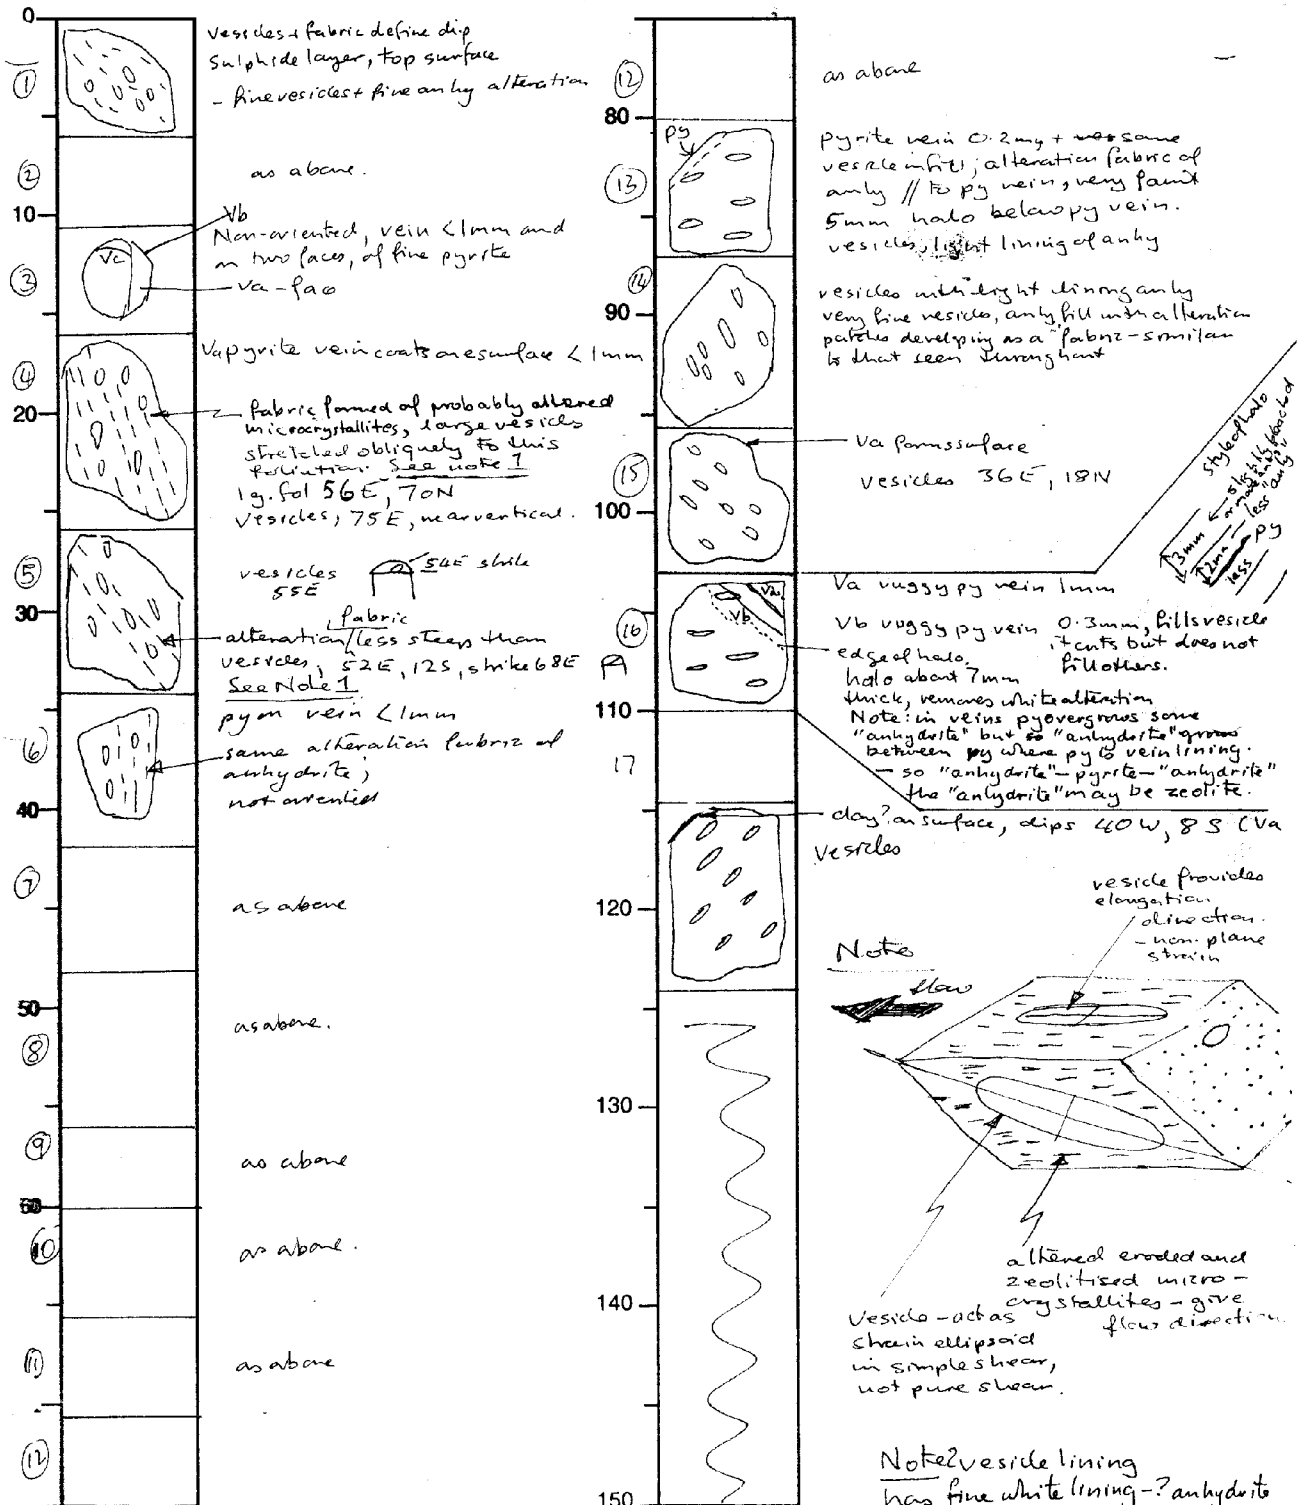 0
10
20
30
40
50
60
1
vesicles + fabric define dip
sulphide layer, top surface
- fine vesicles + fine anhy alteration
2
as above.
3
Vb
Non-oriented, vein <1mm and
on two faces, of fine pyrite
Va - face
Va
4
Va pyrite vein coats one surface <1mm
fabric formed of probably altered
microcrystallites, large vesicles
stretched obliquely to this
foliation. See note 1
fol 56E, 70N
vesicles, 75E, near vertical.
5
vesicles
55E
54E strike
fabric
alteration / less steep than
vesicles, 52E, 12S, strike 68E
See Note 1
6
py on vein <1mm
same alteration fabric of
anhydrite,
not oriented
7
as above
8
as above.
9
as above
10
as above.
11
as above
12
80
90
100
110
120
130
140
150
12
as above
13
py
pyrite vein 0.2mm + some
vesicle infill; alteration fabric of
anhy // to py vein, very faint
5mm halo below py vein.
vesicles, light lining of anhy
14
vesicles with light lining anhy
very fine vesicles, anhy fill with alteration
patches developing as a fabric - similar
to that seen throughout
15
Va forms surface
vesicles 36E, 18N
style of halo
slightly reacted
or more "anhy"
less "anhy"
py
less
3mm
2mm
16
Va
Vb
Va vuggy py vein 1mm
Vb vuggy py vein 0.3mm, fills vesicle
it cuts but does not
fill others.
edge of halo,
halo about 7mm
thick, removes white alteration
Note: in veins py overgrows some
"anhydrite" but "anhydrite" grows
between py where py is vein lining.
- so "anhydrite" - pyrite - "anhydrite"
the "anhydrite" may be zeolite.
17
clay? on surface, dips 40W, 8S (Va
vesicles
Note
flow
vesicle provides
elongation
direction.
- non-plane
strain
altered eroded and
zeolitised micro-
crystallites - give
flow direction.
Vesicle - act as
strain ellipsoid
in simple shear,
not pure shear.
Note 2 vesicle lining
has fine white lining - ? anhydrite